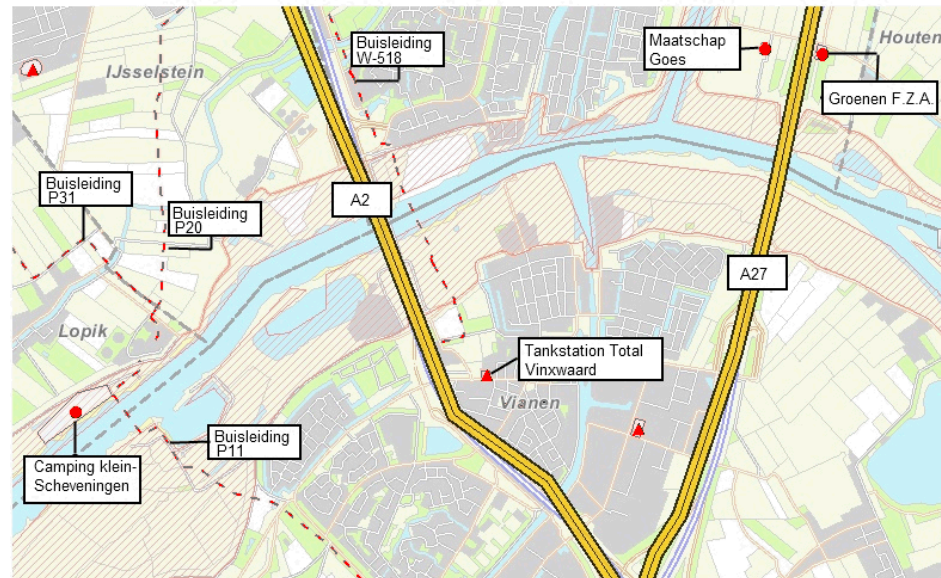 Buisleiding
W-518
Maatschap
Goes
Houten
IJsselstein
Groenen F.Z.A.
Buisleiding
P31
Buisleiding
P20
A2
A27
Lopik
Tankstation Total
Vinxwaard
Vianen
Buisleiding
P11
Camping klein-
Scheveningen